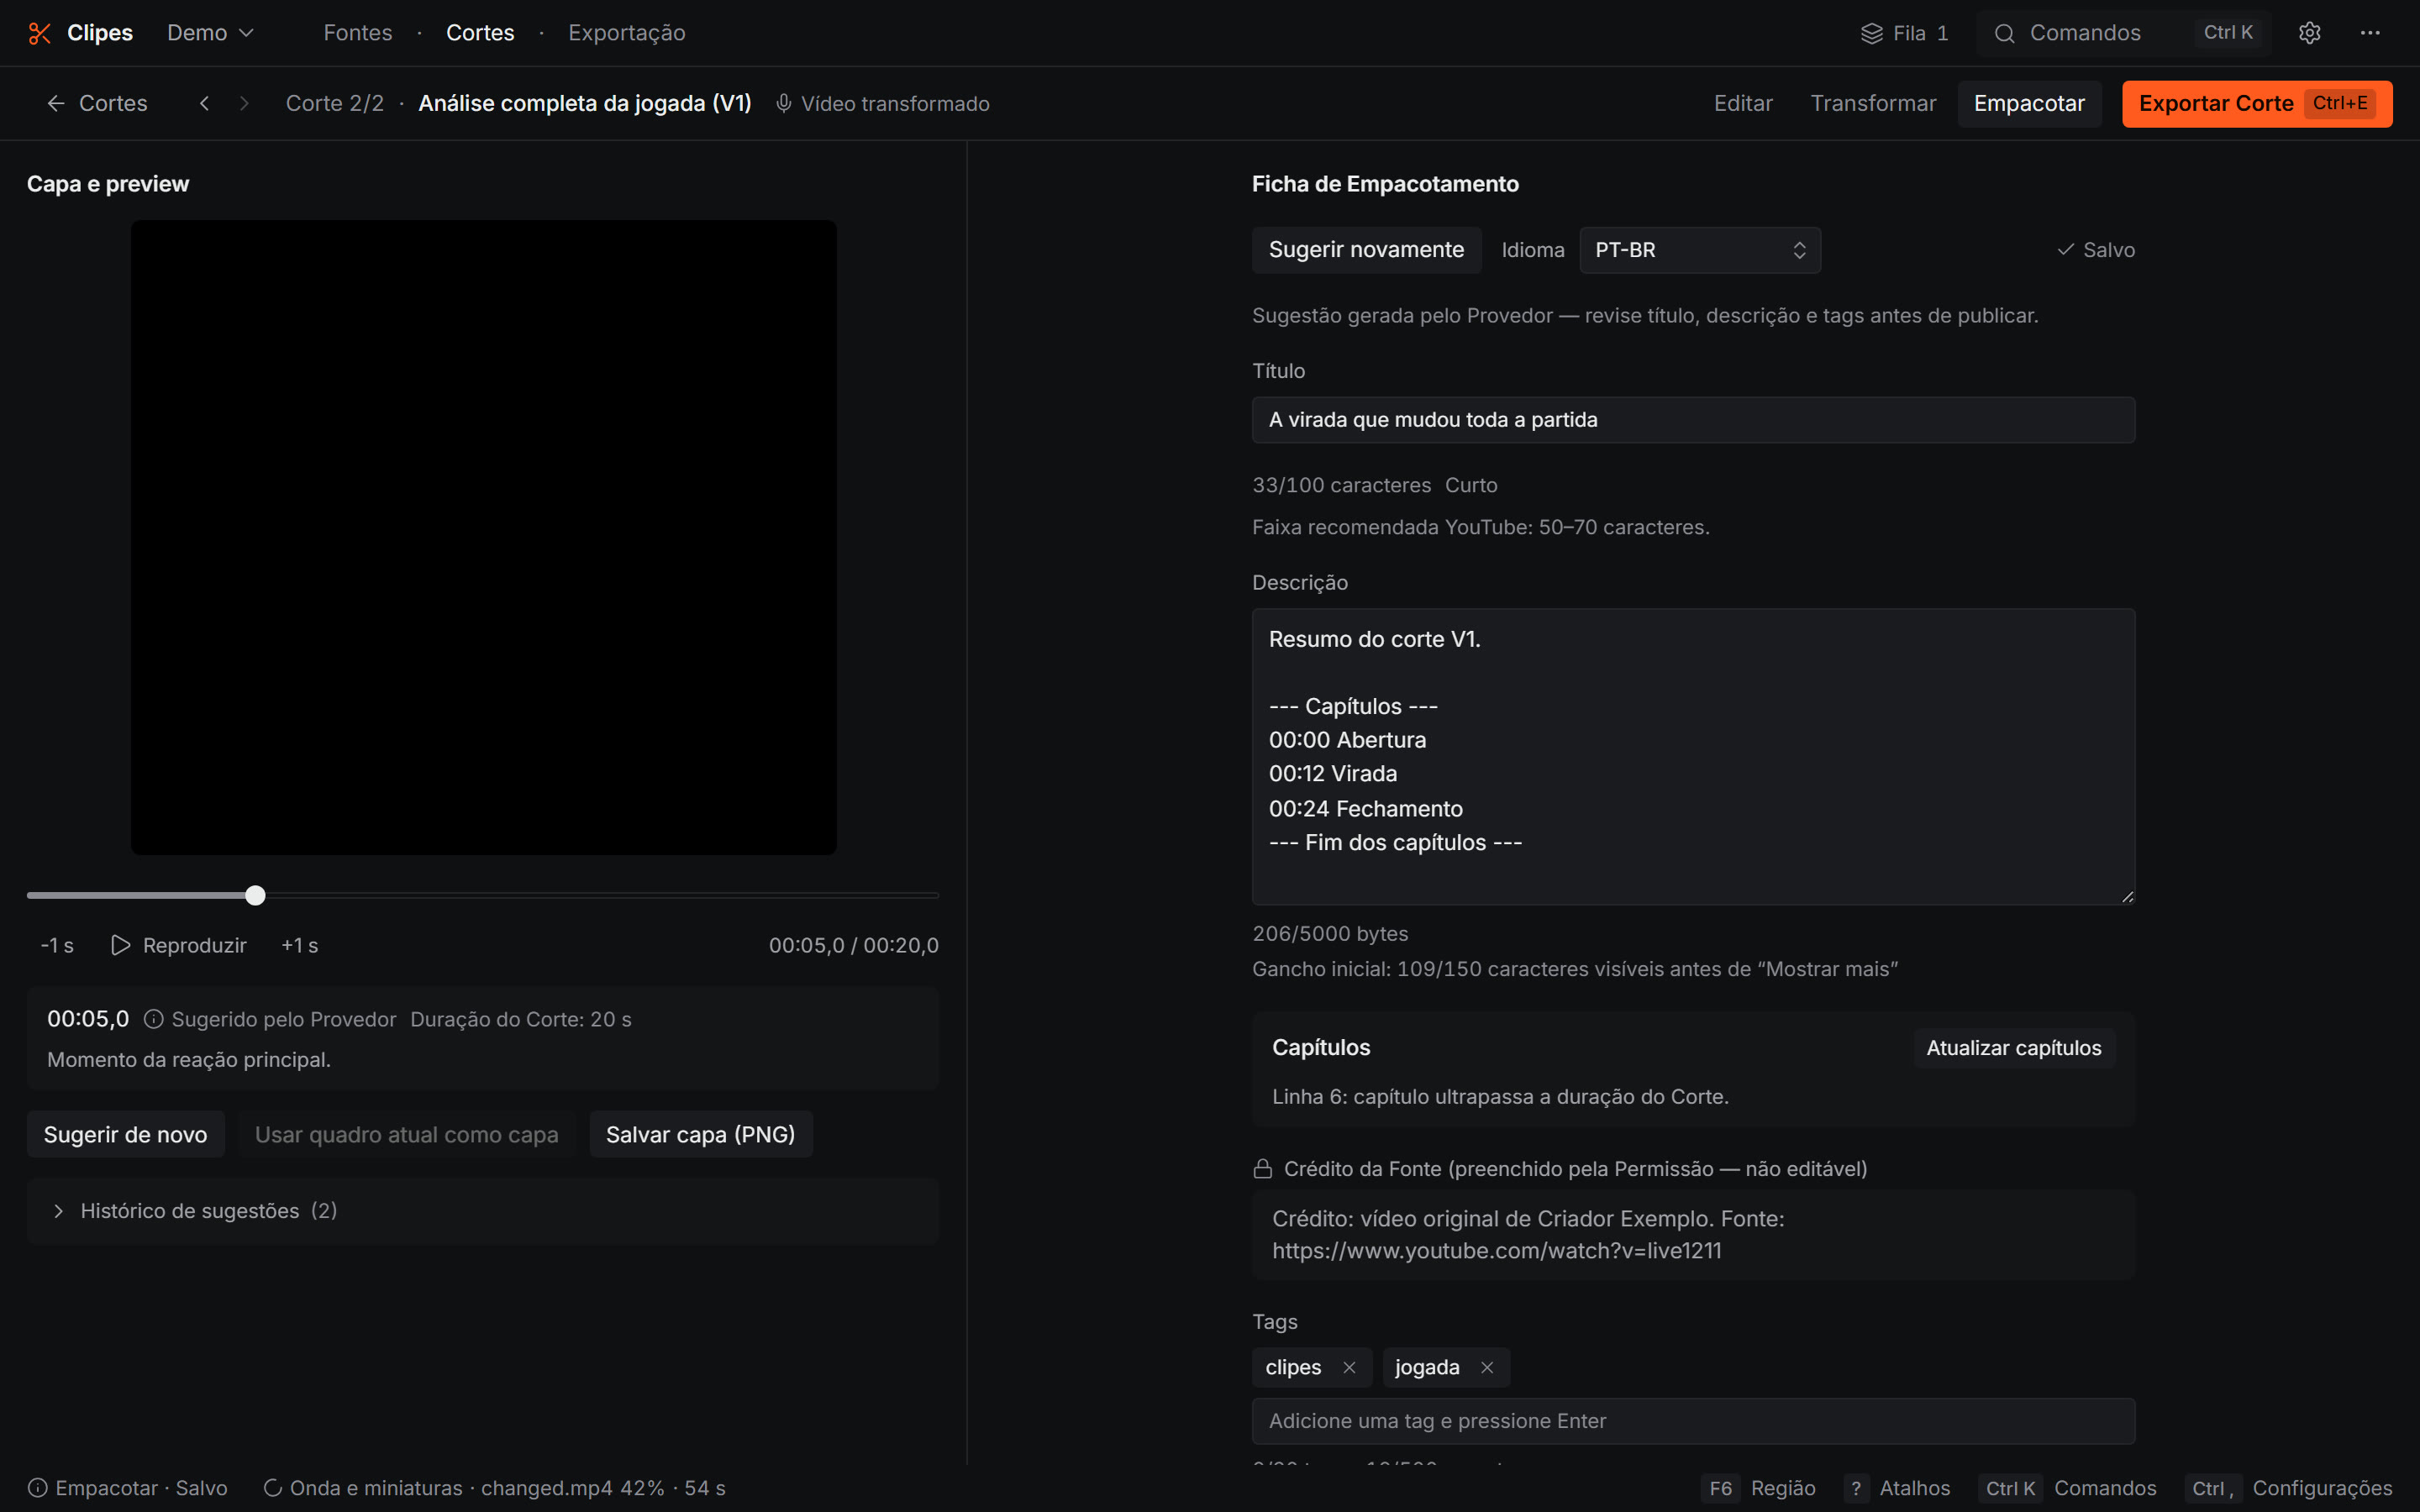 Clipes Demo Fontes · Cortes · Exportação Fila 1 Comandos Ctrl K
Cortes Corte 2/2 · Análise completa da jogada (V1) Vídeo transformado Editar Transformar Empacotar Exportar Corte Ctrl+E
Capa e preview
-1 s Reproduzir +1 s 00:05,0 / 00:20,0
00:05,0 Sugerido pelo Provedor Duração do Corte: 20 s
Momento da reação principal.
Sugerir de novo Usar quadro atual como capa Salvar capa (PNG)
Histórico de sugestões (2)
Ficha de Empacotamento
Sugerir novamente Idioma PT-BR Salvo
Sugestão gerada pelo Provedor — revise título, descrição e tags antes de publicar.
Título
A virada que mudou toda a partida
33/100 caracteres Curto
Faixa recomendada YouTube: 50–70 caracteres.
Descrição
Resumo do corte V1.
--- Capítulos ---
00:00 Abertura
00:12 Virada
00:24 Fechamento
--- Fim dos capítulos ---
206/5000 bytes
Gancho inicial: 109/150 caracteres visíveis antes de “Mostrar mais”
Capítulos Atualizar capítulos
Linha 6: capítulo ultrapassa a duração do Corte.
Crédito da Fonte (preenchido pela Permissão — não editável)
Crédito: vídeo original de Criador Exemplo. Fonte:
https://www.youtube.com/watch?v=live1211
Tags
clipes jogada
Adicione uma tag e pressione Enter
Empacotar · Salvo Onda e miniaturas · changed.mp4 42% · 54 s F6 Região ? Atalhos Ctrl K Comandos Ctrl , Configurações